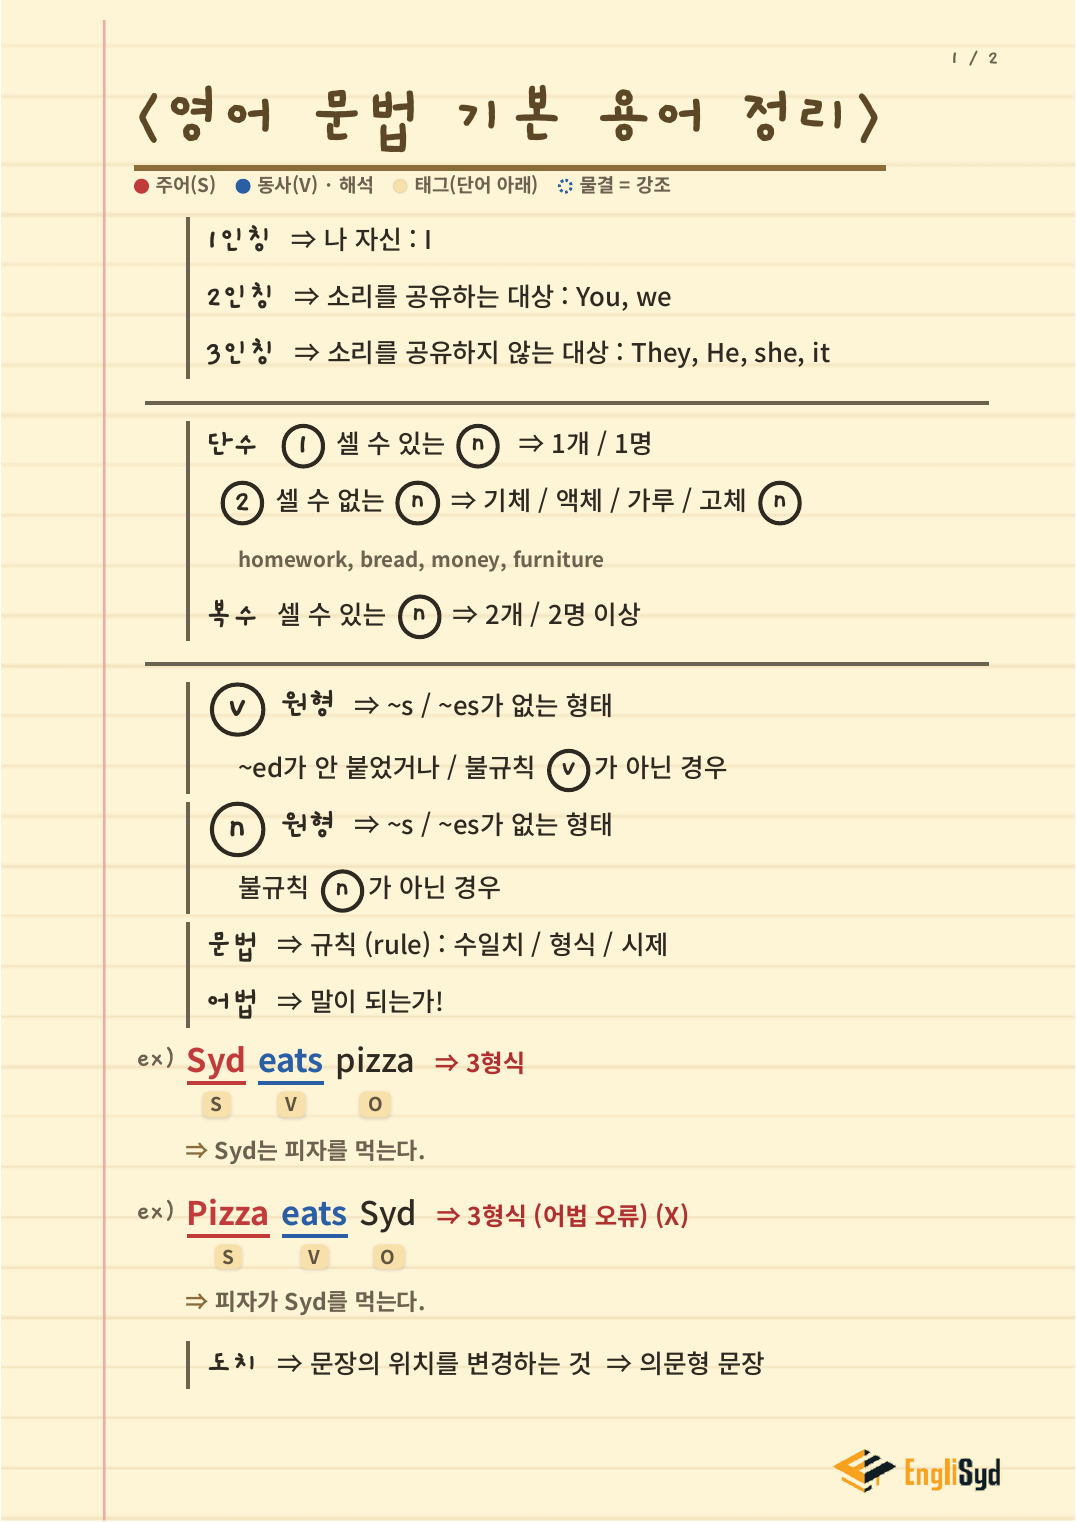 1 / 2
<영어 문법 기본 용어 정리>
주어(S) 동사(V) · 해석 태그(단어 아래) 물결 = 강조
1인칭 ⇒ 나 자신 : I
2인칭 ⇒ 소리를 공유하는 대상 : You, we
3인칭 ⇒ 소리를 공유하지 않는 대상 : They, He, she, it
단수 1 셀 수 있는 n ⇒ 1개 / 1명
2 셀 수 없는 n ⇒ 기체 / 액체 / 가루 / 고체 n
homework, bread, money, furniture
복수 셀 수 있는 n ⇒ 2개 / 2명 이상
v 원형 ⇒ ~s / ~es가 없는 형태
~ed가 안 붙었거나 / 불규칙 v가 아닌 경우
n 원형 ⇒ ~s / ~es가 없는 형태
불규칙 n가 아닌 경우
문법 ⇒ 규칙 (rule) : 수일치 / 형식 / 시제
어법 ⇒ 말이 되는가!
ex) Syd eats pizza ⇒ 3형식
S V O
⇒ Syd는 피자를 먹는다.
ex) Pizza eats Syd ⇒ 3형식 (어법 오류) (X)
S V O
⇒ 피자가 Syd를 먹는다.
도치 ⇒ 문장의 위치를 변경하는 것 ⇒ 의문형 문장
EngliSyd